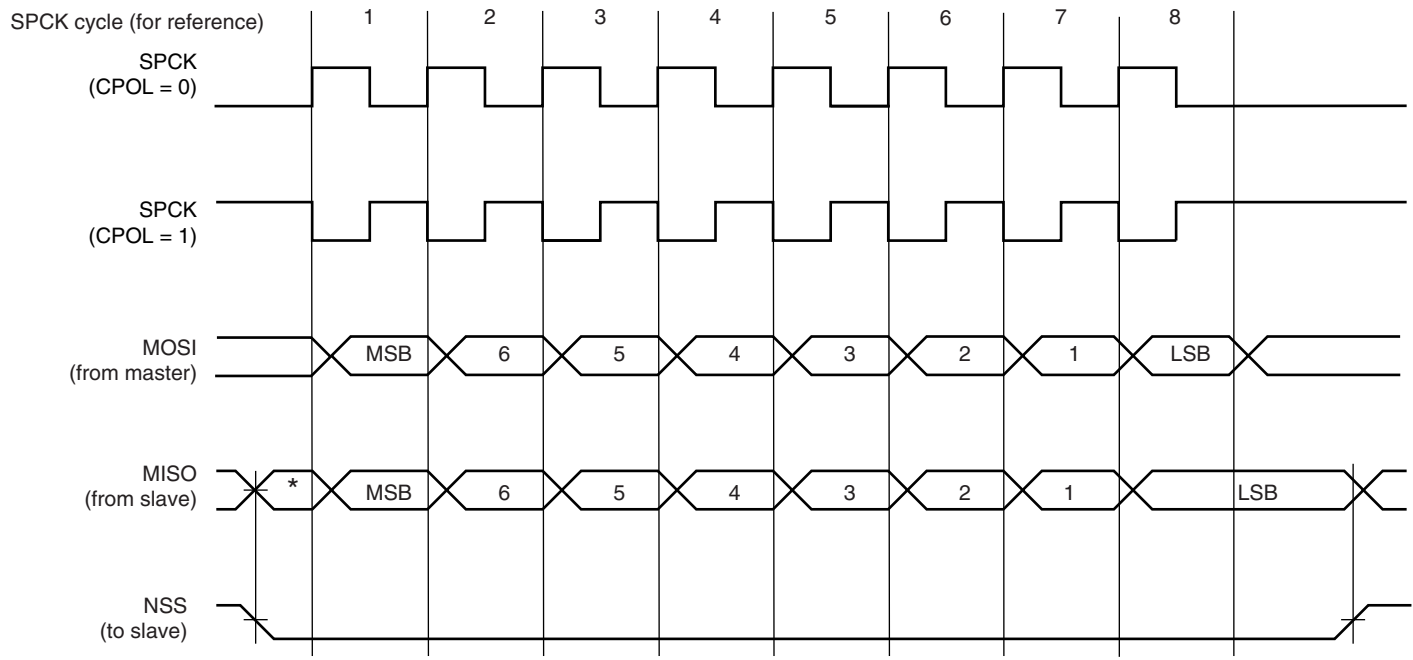 SPCK cycle (for reference) 1 2 3 4 5 6 7 8
SPCK
(CPOL = 0)
SPCK
(CPOL = 1)
MOSI
(from master)
MSB 6 5 4 3 2 1 LSB
MISO
(from slave)
* MSB 6 5 4 3 2 1 LSB
NSS
(to slave)